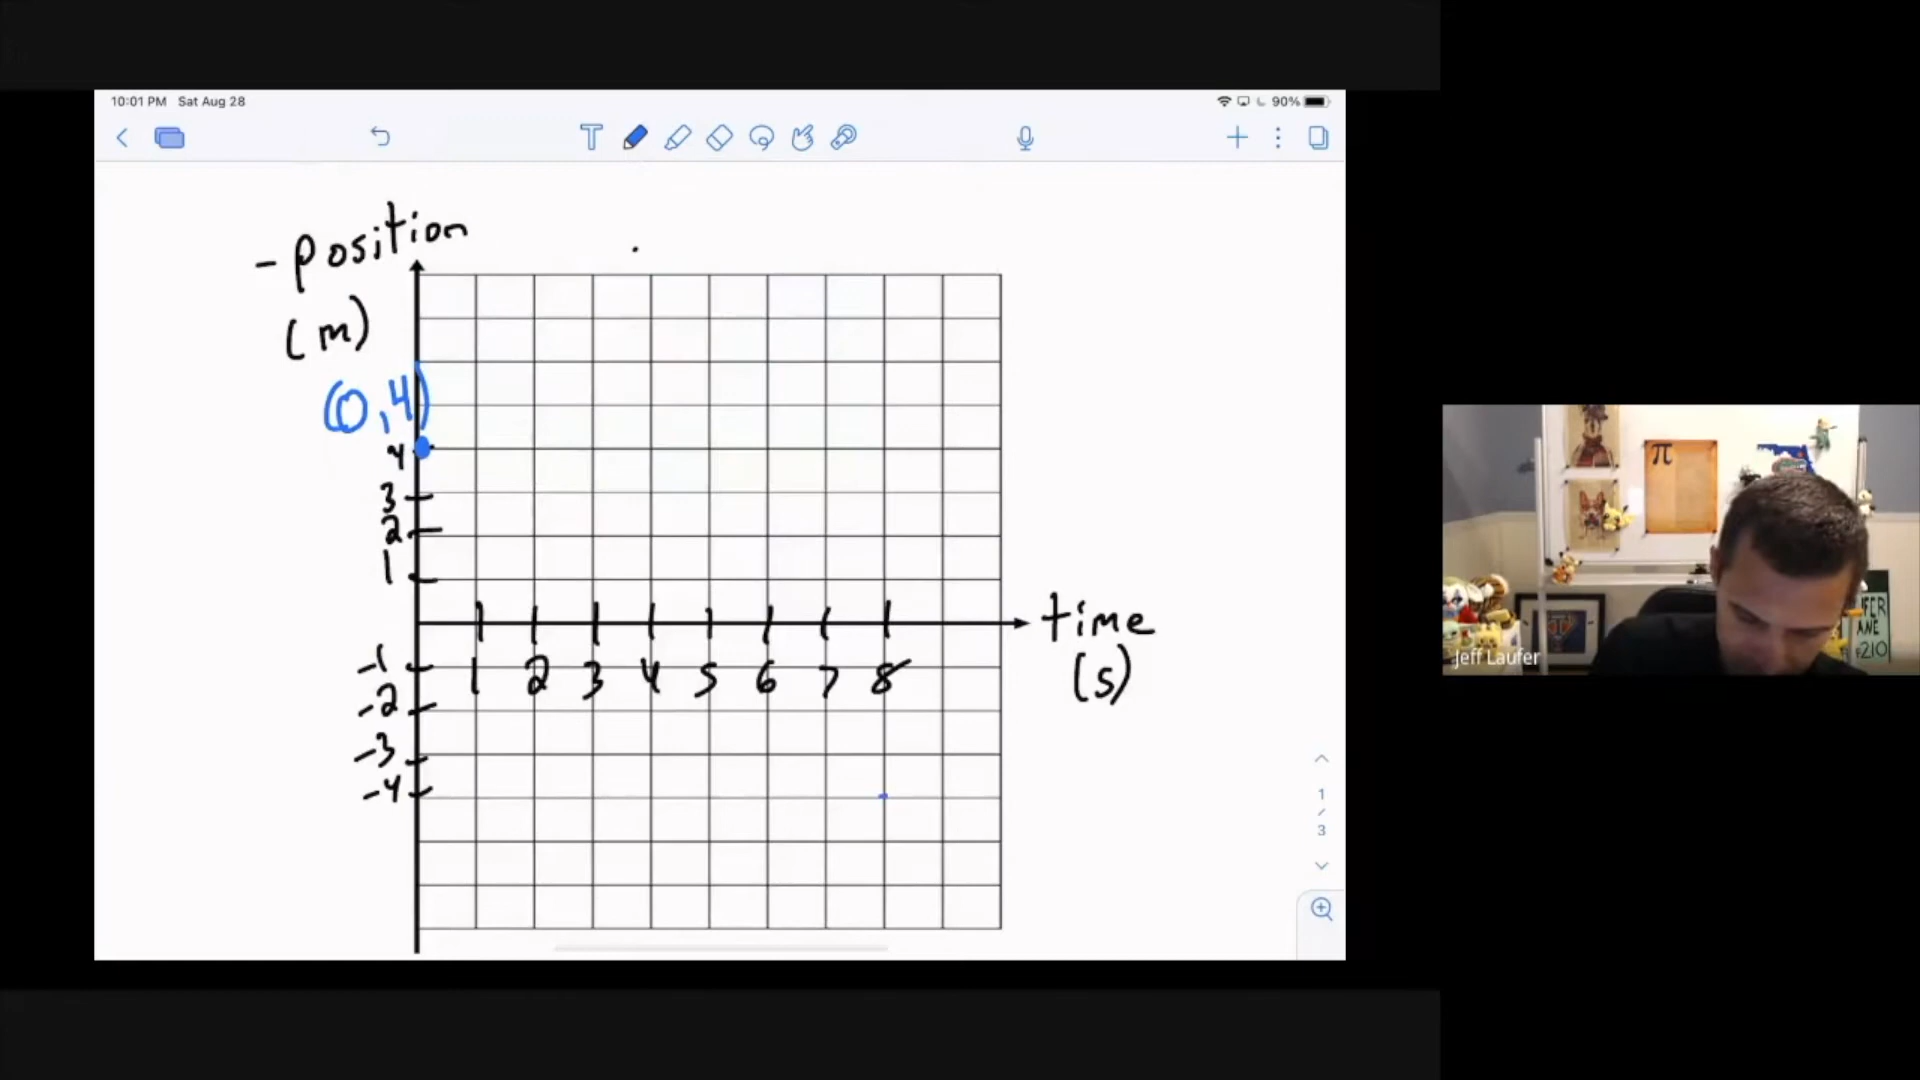 10:01 PM Sat Aug 28
90%
T
- Position
(m)
(0,4)
4
3
2
1
time
(s)
1 2 3 4 5 6 7 8
-1
-2
-3
-4
1
/
3
π
Jeff Laufer